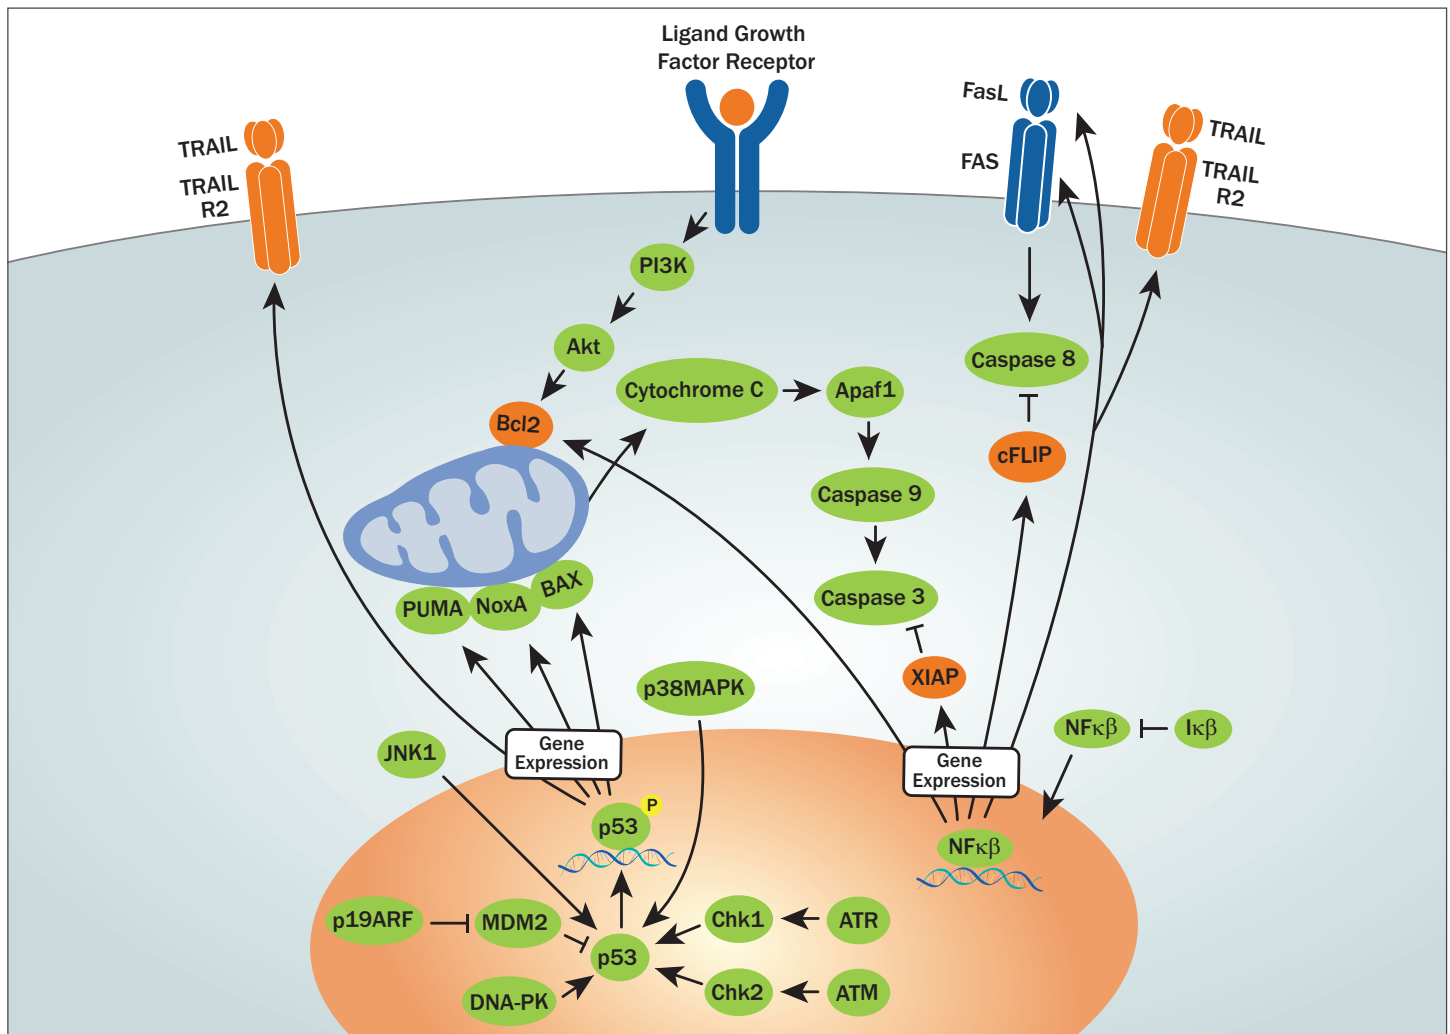 Ligand Growth
Factor Receptor
FasL
FAS
TRAIL
TRAIL
R2
TRAIL
TRAIL
R2
PI3K
Akt
Bcl2
Cytochrome C
Apaf1
Caspase 8
cFLIP
Caspase 9
Caspase 3
XIAP
PUMA
NoxA
BAX
p38MAPK
JNK1
Gene
Expression
Gene
Expression
NFκβ
Iκβ
P
p53
NFκβ
p19ARF
MDM2
p53
Chk1
ATR
DNA-PK
Chk2
ATM